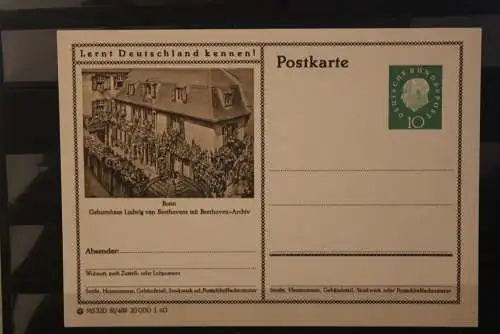 Lernt Deutschland kennen!
Postkarte
DEUTSCHE BUNDESPOST
10
Bonn
Geburtshaus Ludwig van Beethovens mit Beethoven-Archiv
Absender:
Wohnort, auch Zustell- oder Leitpostamt
Straße, Hausnummer, Gebäudeteil, Stockwerk od. Postschließfachnummer
Straße, Hausnummer, Gebäudeteil, Stockwerk oder Postschließfachnummer